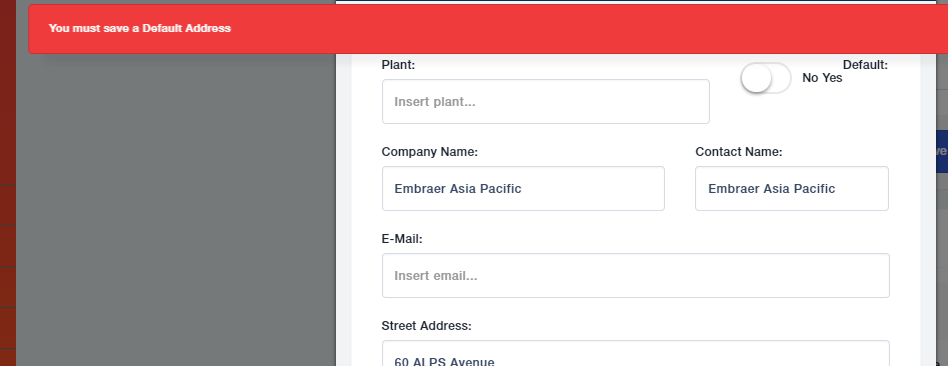 You must save a Default Address
Plant:
Default:
No Yes
Insert plant...
Company Name:
Contact Name:
Embraer Asia Pacific
Embraer Asia Pacific
E-Mail:
Insert email...
Street Address:
60 ALPS Avenue